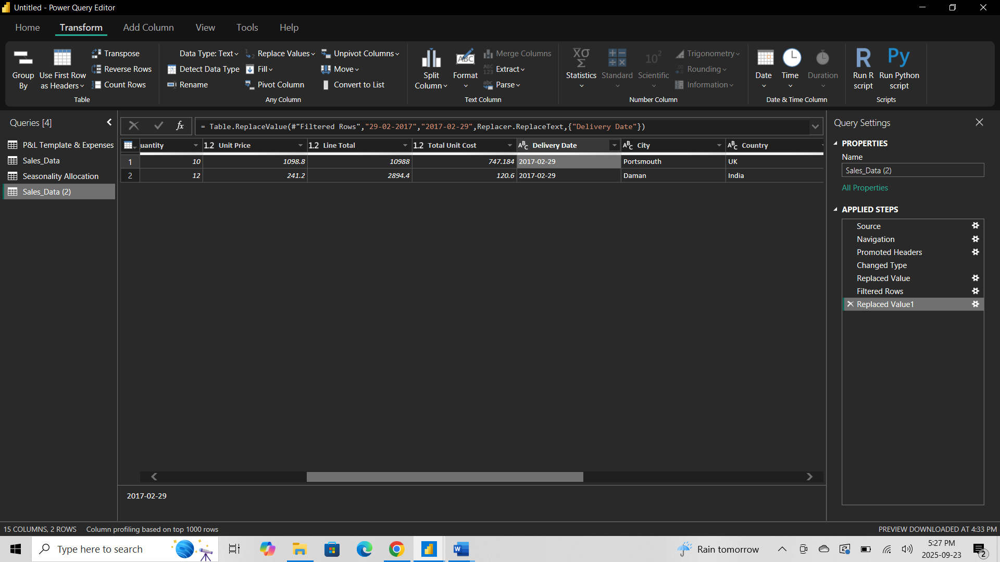 Untitled - Power Query Editor
Home Transform Add Column View Tools Help
Group By
Use First Row as Headers
Transpose
Reverse Rows
Count Rows
Table
Data Type: Text
Detect Data Type
Rename
Replace Values
Fill
Pivot Column
Unpivot Columns
Move
Convert to List
Any Column
Split Column
Format
Merge Columns
Extract
Parse
Text Column
Statistics
Standard
Scientific
Trigonometry
Rounding
Information
Number Column
Date
Time
Duration
Date & Time Column
Run R script
Run Python script
Scripts
Queries [4]
P&L Template & Expenses
Sales_Data
Seasonality Allocation
Sales_Data (2)
= Table.ReplaceValue(#"Filtered Rows","29-02-2017","2017-02-29",Replacer.ReplaceText,{"Delivery Date"})
uantity 1.2 Unit Price 1.2 Line Total 1.2 Total Unit Cost ABC Delivery Date ABC City ABC Country
1 10 1098.8 10988 747.184 2017-02-29 Portsmouth UK
2 12 241.2 2894.4 120.6 2017-02-29 Daman India
2017-02-29
Query Settings
PROPERTIES
Name
Sales_Data (2)
All Properties
APPLIED STEPS
Source
Navigation
Promoted Headers
Changed Type
Replaced Value
Filtered Rows
Replaced Value1
15 COLUMNS, 2 ROWS Column profiling based on top 1000 rows
PREVIEW DOWNLOADED AT 4:33 PM
Type here to search
Rain tomorrow
5:27 PM
2025-09-23
2